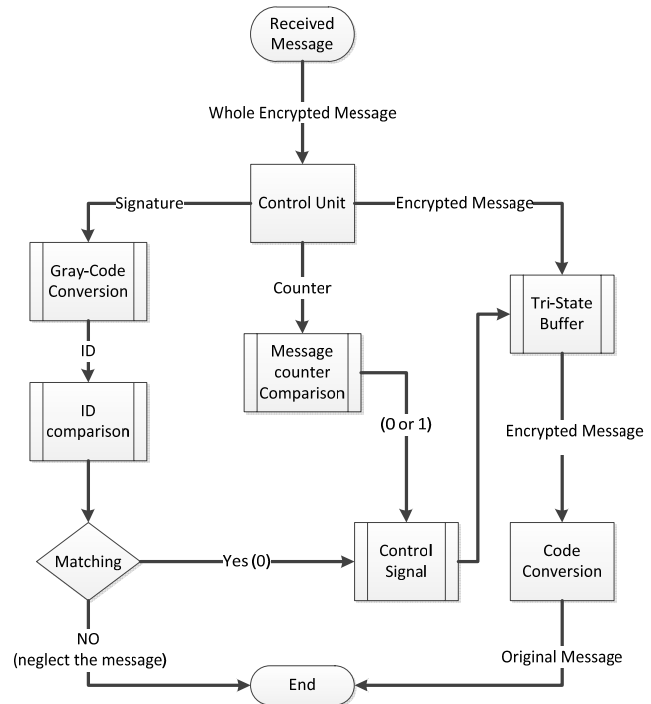 Received
Message
Whole Encrypted Message
Signature
Control Unit
Encrypted Message
Gray-Code
Conversion
Counter
Tri-State
Buffer
ID
Message
counter
Comparison
ID
comparison
(0 or 1)
Encrypted Message
Matching
Yes (0)
Control
Signal
Code
Conversion
NO
(neglect the message)
Original Message
End